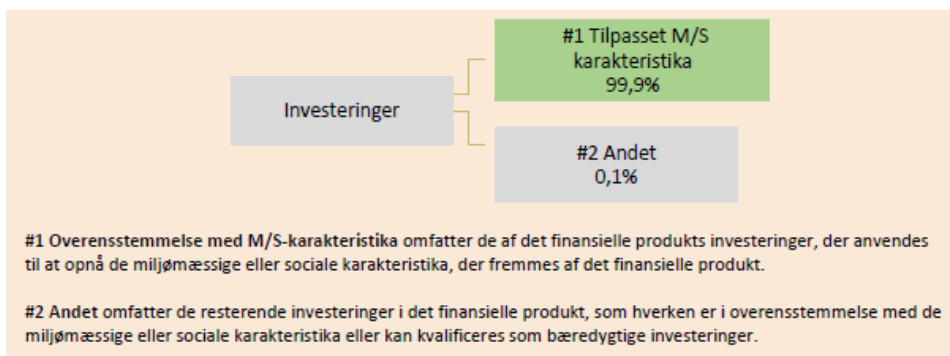 #1 Tilpasset M/S
karakteristika
99,9%
Investeringer
#2 Andet
0,1%
#1 Overensstemmelse med M/S-karakteristika omfatter de af det finansielle produkts investeringer, der anvendes
til at opnå de miljømæssige eller sociale karakteristika, der fremmes af det finansielle produkt.
#2 Andet omfatter de resterende investeringer i det finansielle produkt, som hverken er i overensstemmelse med de
miljømæssige eller sociale karakteristika eller kan kvalificeres som bæredygtige investeringer.